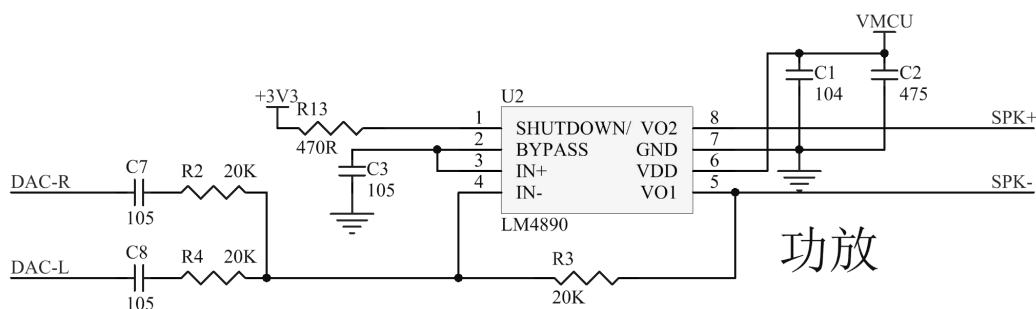 VMCU
C1
104
C2
475
+3V3
R13
470R
U2
1
2
3
4
SHUTDOWN/
BYPASS
IN+
IN-
VO2
GND
VDD
VO1
8
7
6
5
LM4890
SPK+
SPK-
C3
105
DAC-R
C7
105
R2
20K
DAC-L
C8
105
R4
20K
R3
20K
功放